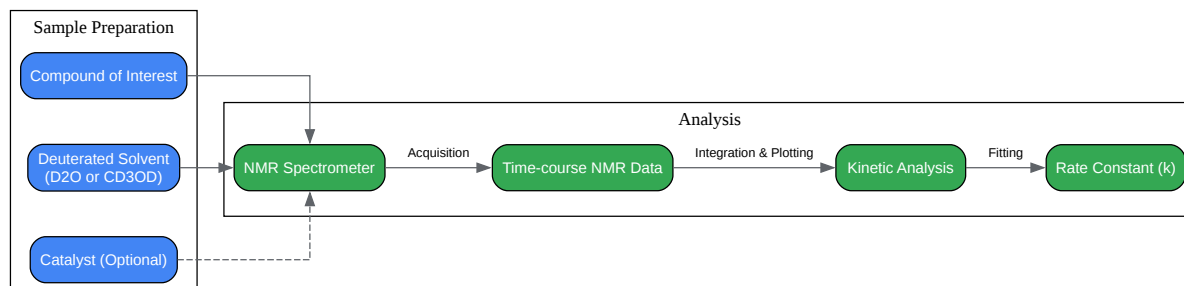 Sample Preparation
Compound of Interest
Deuterated Solvent
(D2O or CD3OD)
Catalyst (Optional)
Analysis
NMR Spectrometer
Acquisition
Time-course NMR Data
Integration & Plotting
Kinetic Analysis
Fitting
Rate Constant (k)